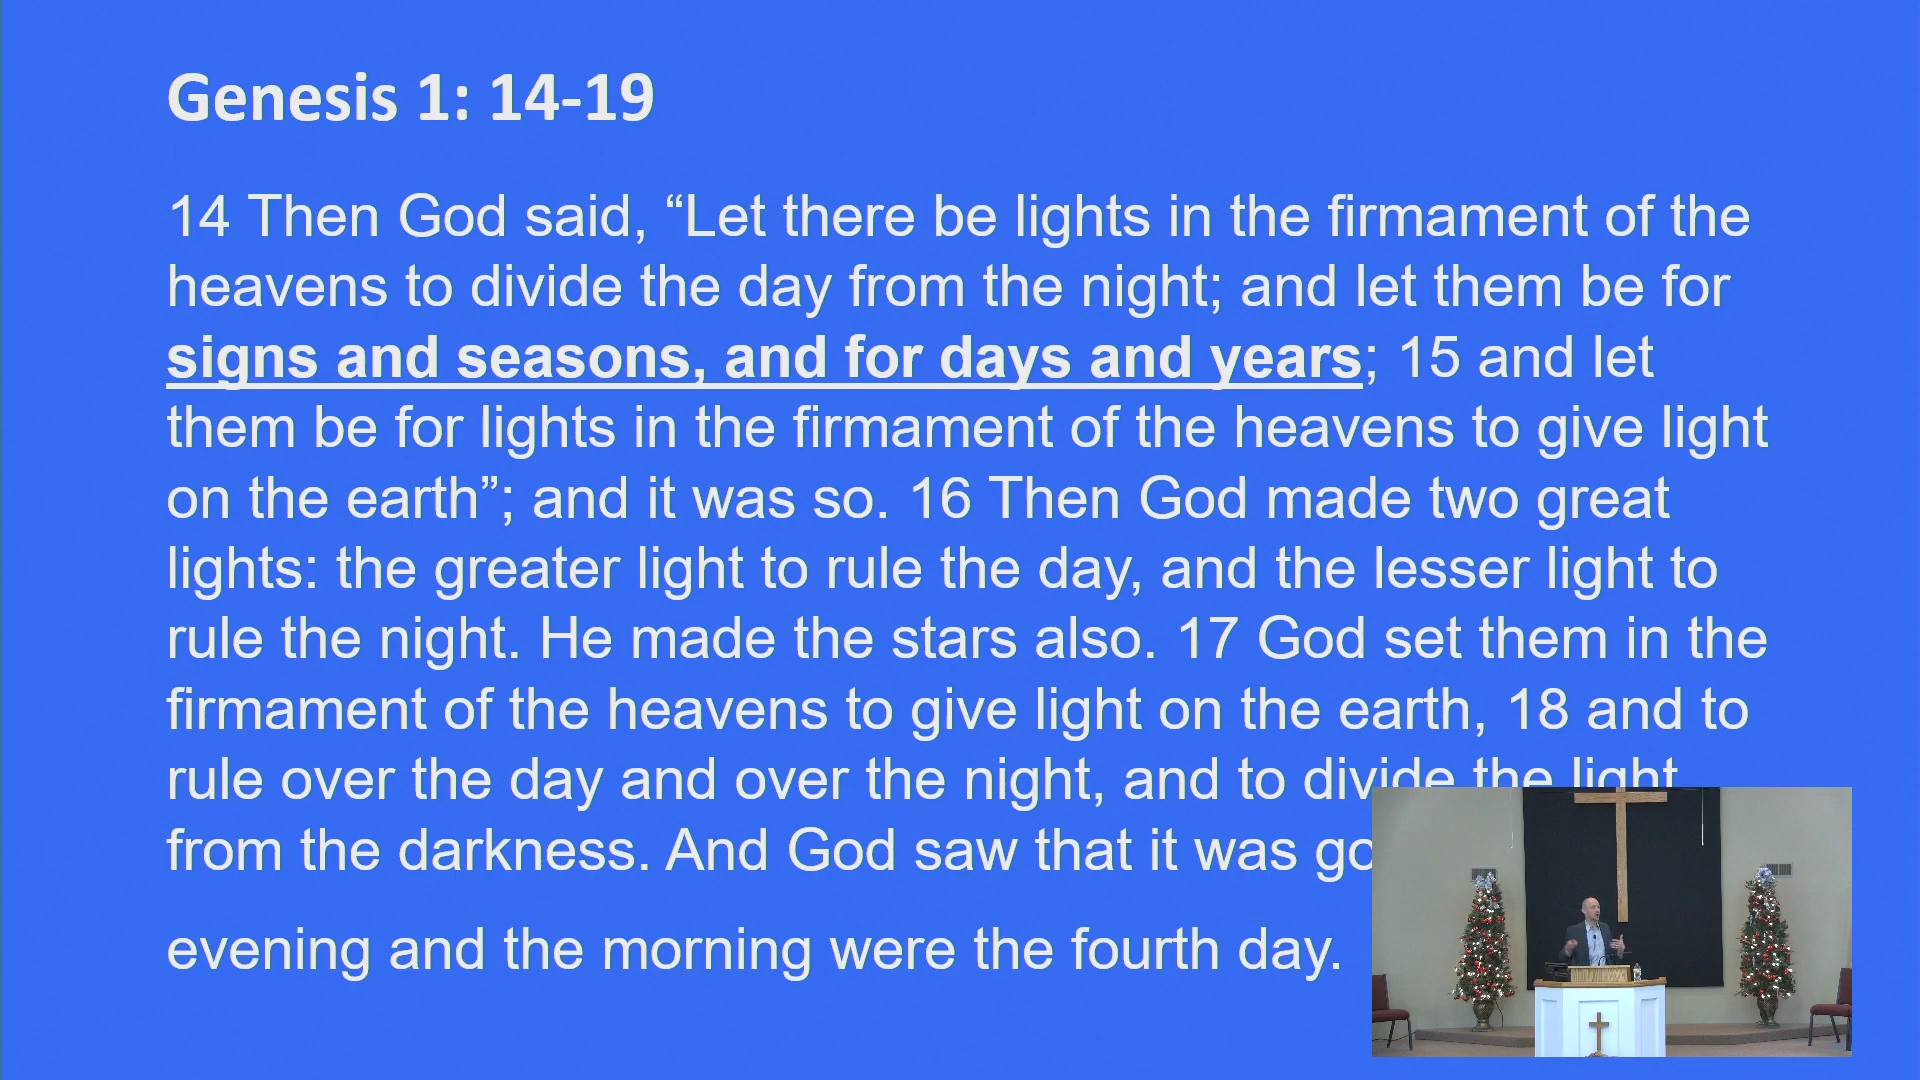 Genesis 1: 14-19
14 Then God said, “Let there be lights in the firmament of the
heavens to divide the day from the night; and let them be for
signs and seasons, and for days and years; 15 and let
them be for lights in the firmament of the heavens to give light
on the earth”; and it was so. 16 Then God made two great
lights: the greater light to rule the day, and the lesser light to
rule the night. He made the stars also. 17 God set them in the
firmament of the heavens to give light on the earth, 18 and to
rule over the day and over the night, and to divide the light
from the darkness. And God saw that it was
evening and the morning were the fourth day.